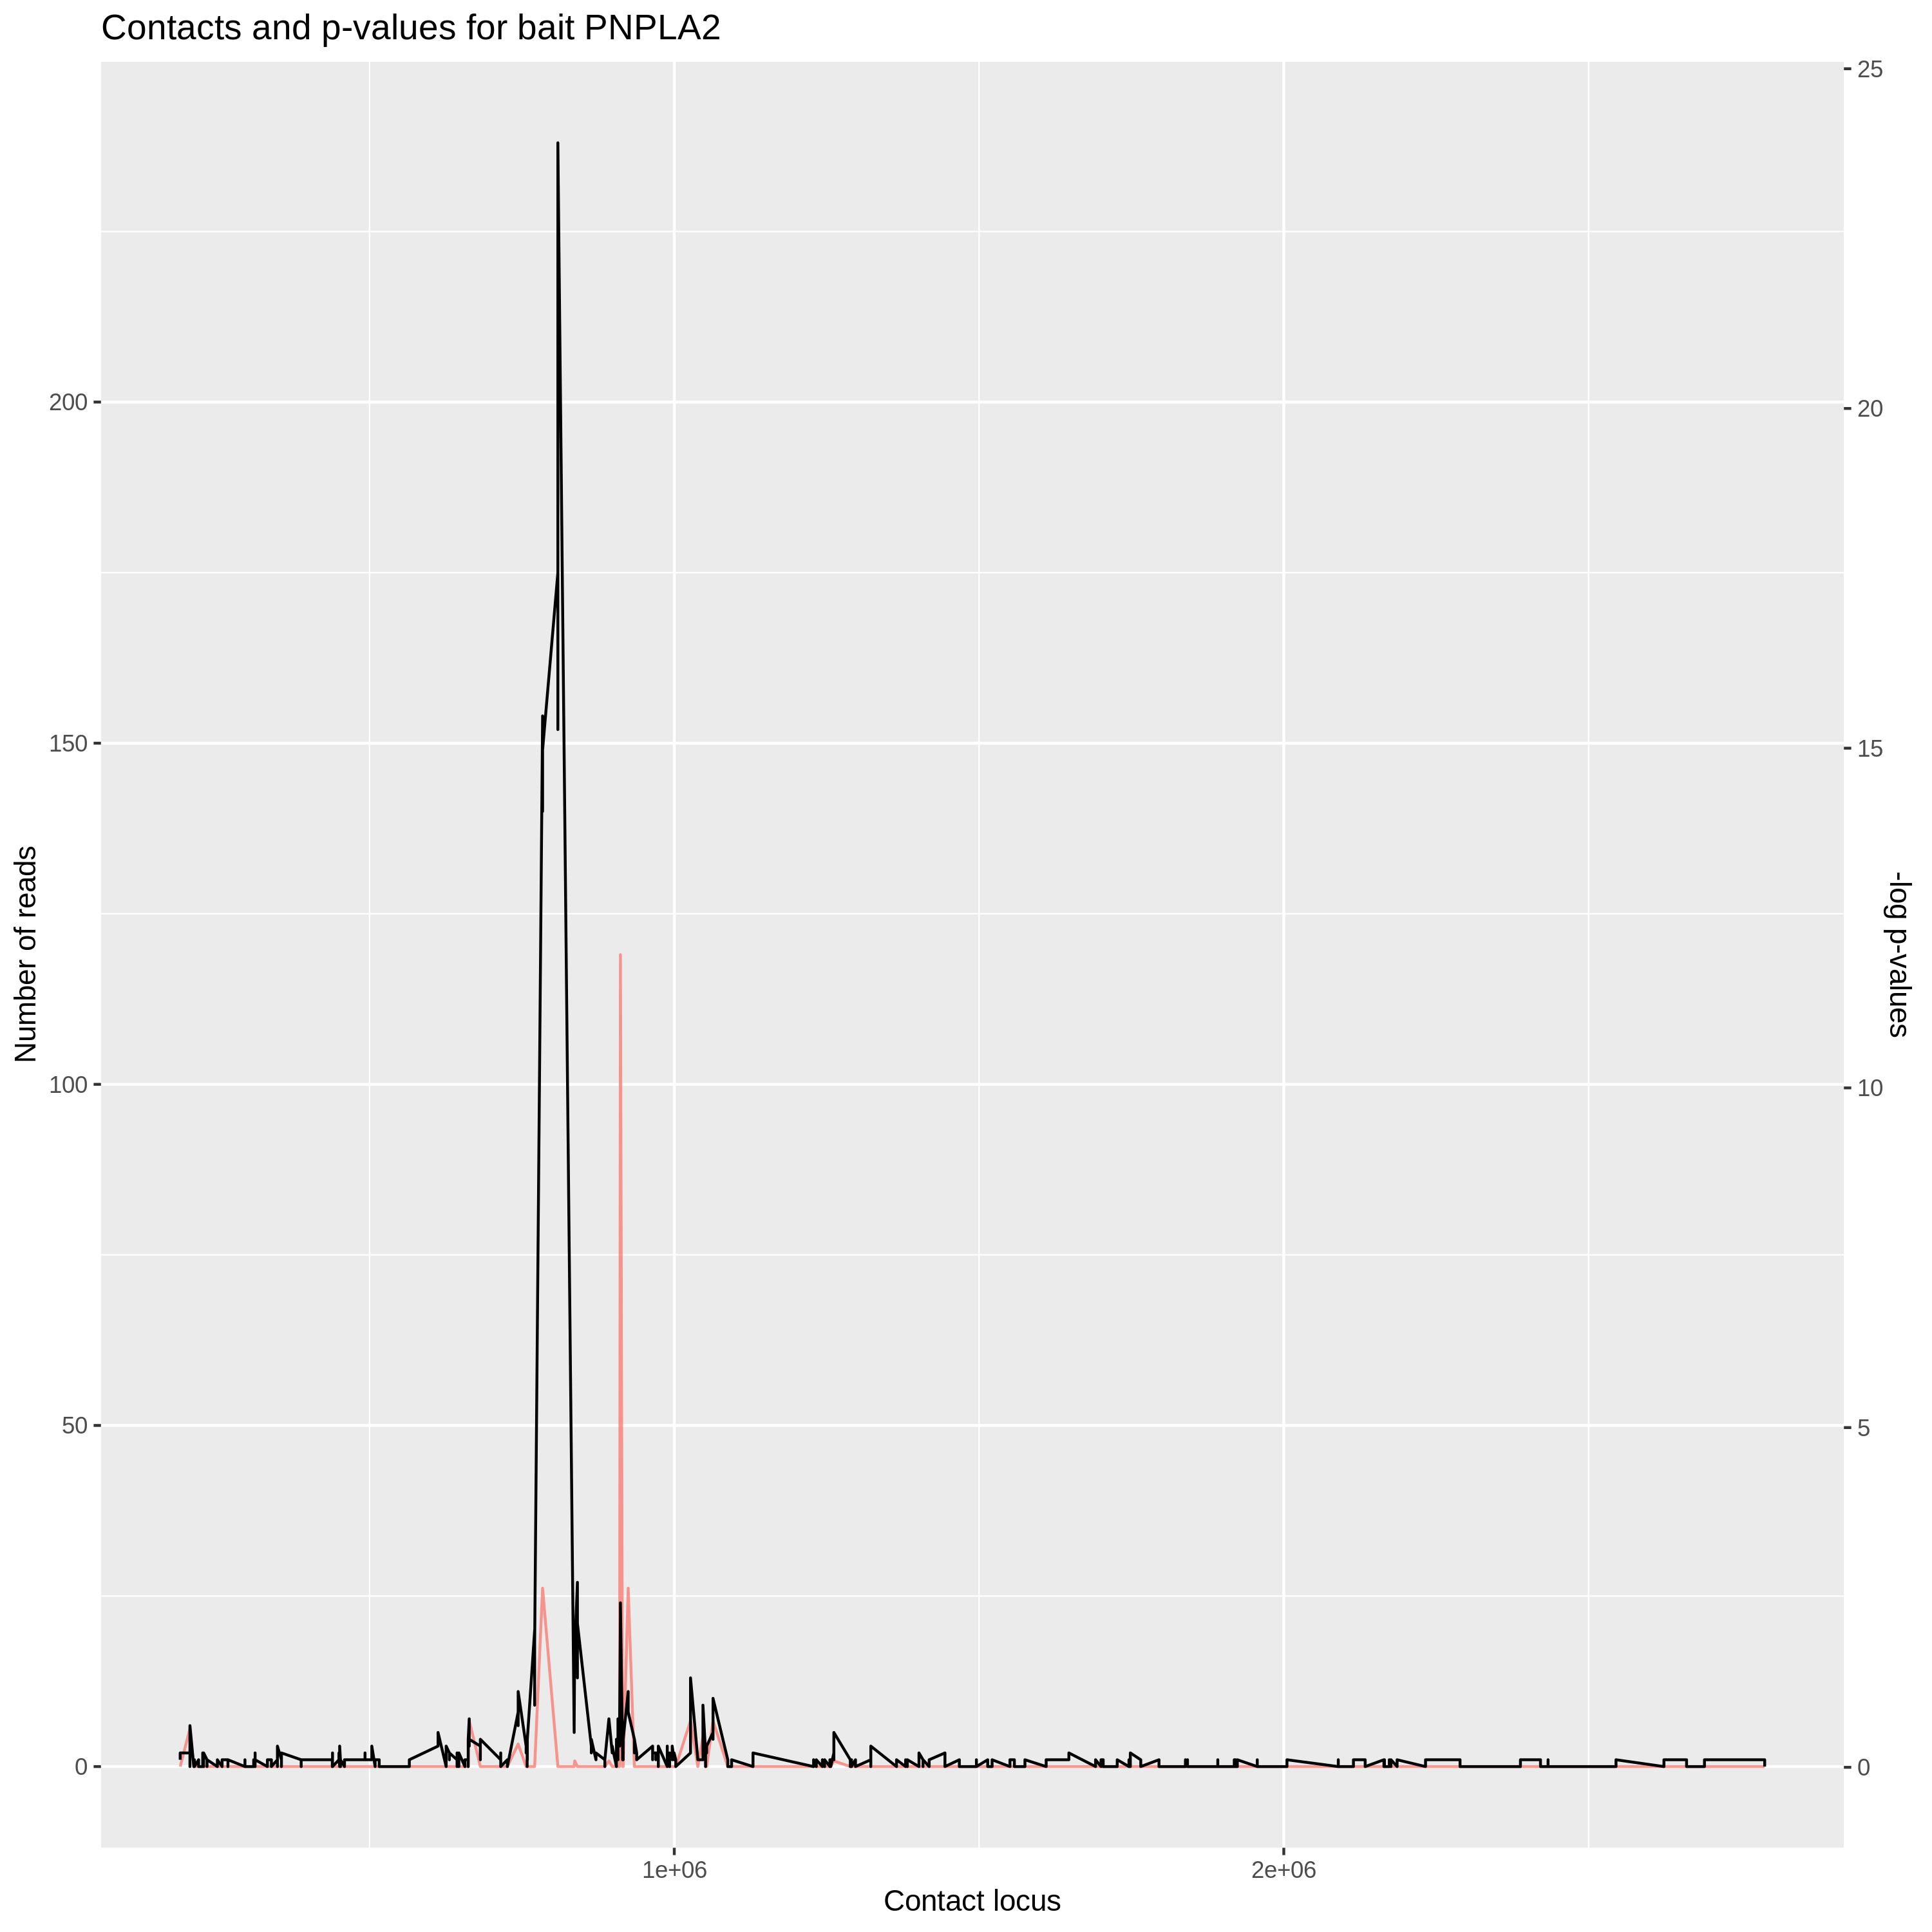 Contacts and p-values for bait PNPLA2
25
200
20
150
15
Number of reads
-log p-values
100
10
50
5
0
0
1e+06
2e+06
Contact locus